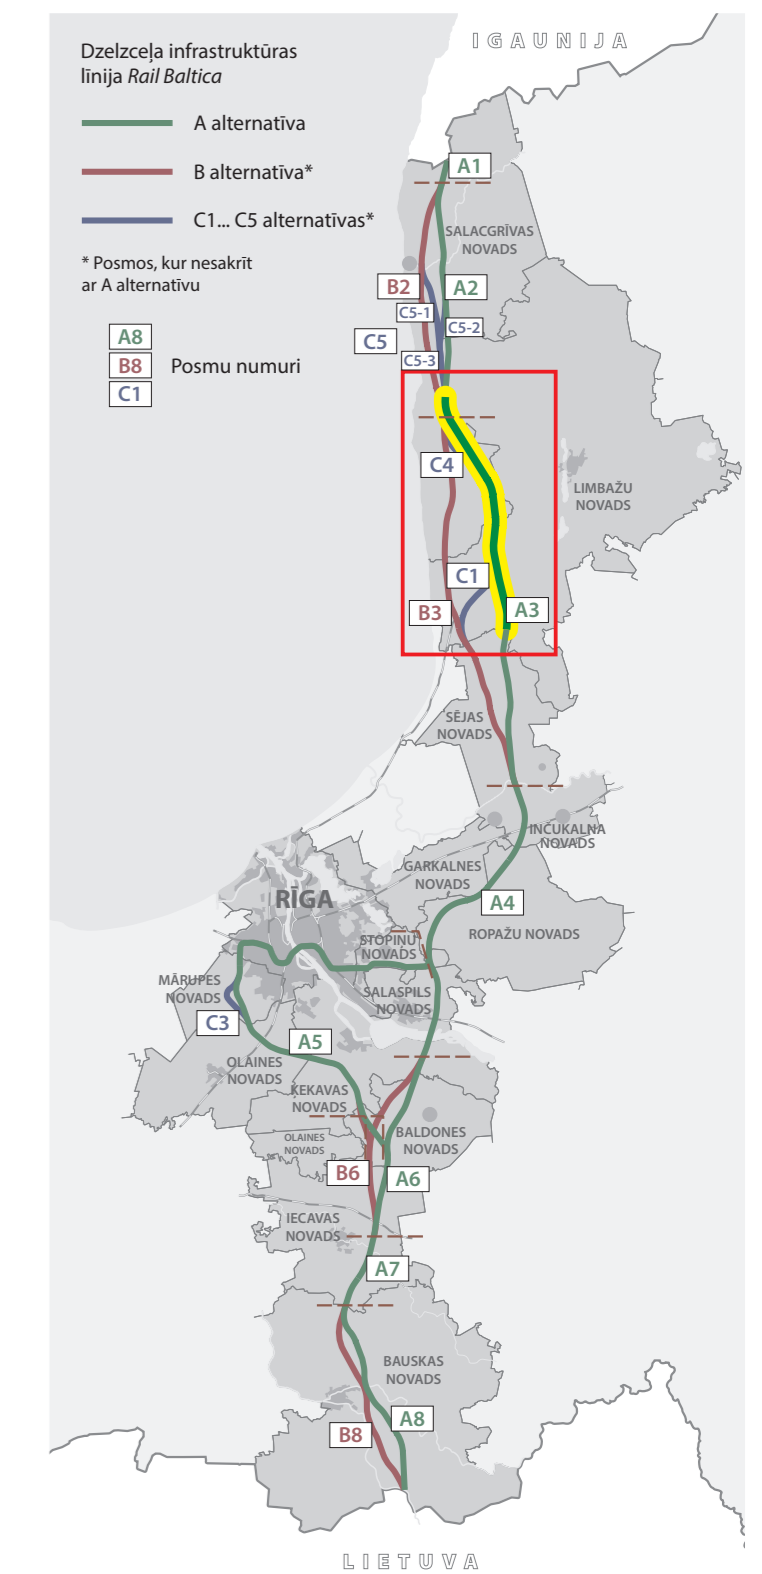 IGAUNIJA
Dzelzceļa infrastruktūras
līnija Rail Baltica
A alternatīva
B alternatīva*
C1... C5 alternatīvas*
* Posmos, kur nesakrīt
ar A alternatīvu
A8
B8
C1
Posmu numuri
A1
SALACGRĪVAS
NOVADS
B2
A2
C5-1
C5-2
C5
C5-3
C4
LIMBAŽU
NOVADS
C1
B3
A3
SĒJAS
NOVADS
INČUKALNA
NOVADS
GARKALNES
NOVADS
RĪGA
A4
STOPIŅU
NOVADS
ROPAŽU NOVADS
MĀRUPES
NOVADS
SALASPILS
NOVADS
C3
A5
OLAINES
NOVADS
ĶEKAVAS
NOVADS
OLAINES
NOVADS
BALDONES
NOVADS
B6
A6
IECAVAS
NOVADS
A7
BAUSKAS
NOVADS
A8
B8
LIETUVA